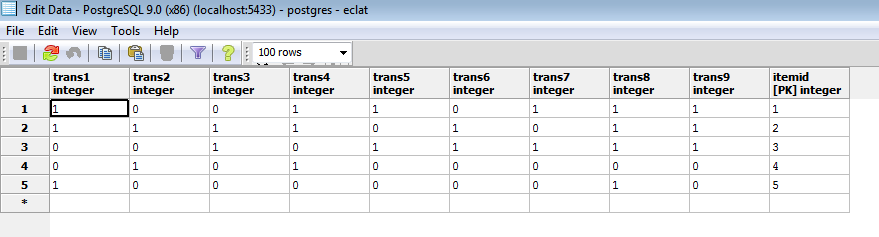 Edit Data - PostgreSQL 9.0 (x86) (localhost:5433) - postgres - eclat
File Edit View Tools Help
100 rows
trans1 integer trans2 integer trans3 integer trans4 integer trans5 integer trans6 integer trans7 integer trans8 integer trans9 integer itemid [PK] integer
1 1 0 0 1 1 0 1 1 1 1
2 1 1 1 1 0 1 0 1 1 2
3 0 0 1 0 1 1 1 1 1 3
4 0 1 0 1 0 0 0 0 0 4
5 1 0 0 0 0 0 0 1 0 5
*